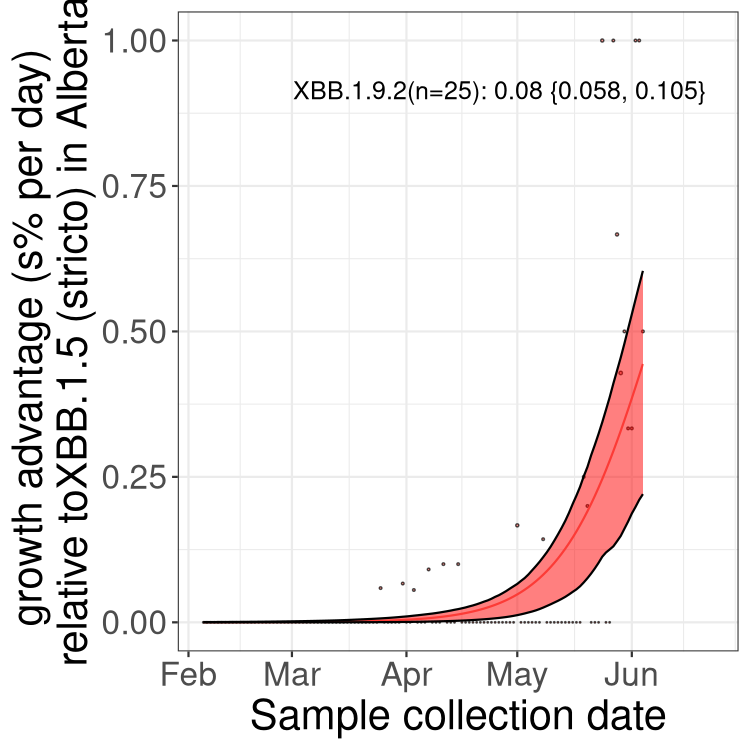 growth advantage (s% per day)
relative toXBB.1.5 (stricto) in Alberta
1.00
0.75
0.50
0.25
0.00
XBB.1.9.2(n=25): 0.08 {0.058, 0.105}
Feb Mar Apr May Jun
Sample collection date